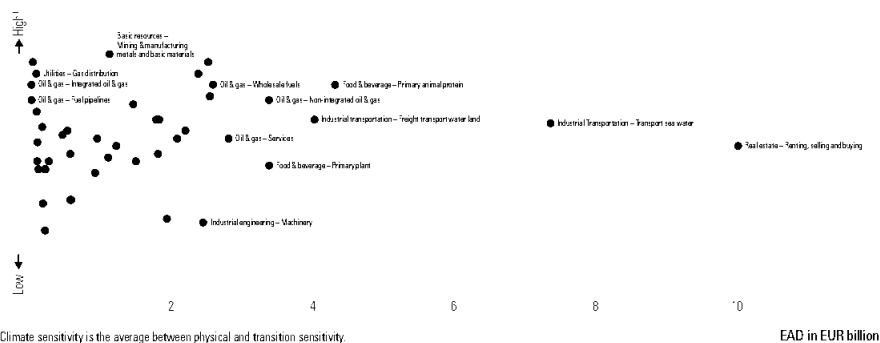 High¹
Basic resources –
Mining & manufacturing
metals and basic materials
Utilities – Gas distribution
Oil & gas – Integrated oil & gas
Oil & gas – Wholesale fuels
Food & beverage – Primary animal protein
Oil & gas – Fuel pipelines
Oil & gas – Non-integrated oil & gas
Industrial transportation – Freight transport water land
Industrial Transportation – Transport sea water
Oil & gas – Services
Real estate – Renting, selling and buying
Food & beverage – Primary plant
Industrial engineering – Machinery
Low
2 4 6 8 10
Climate sensitivity is the average between physical and transition sensitivity.
EAD in EUR billion